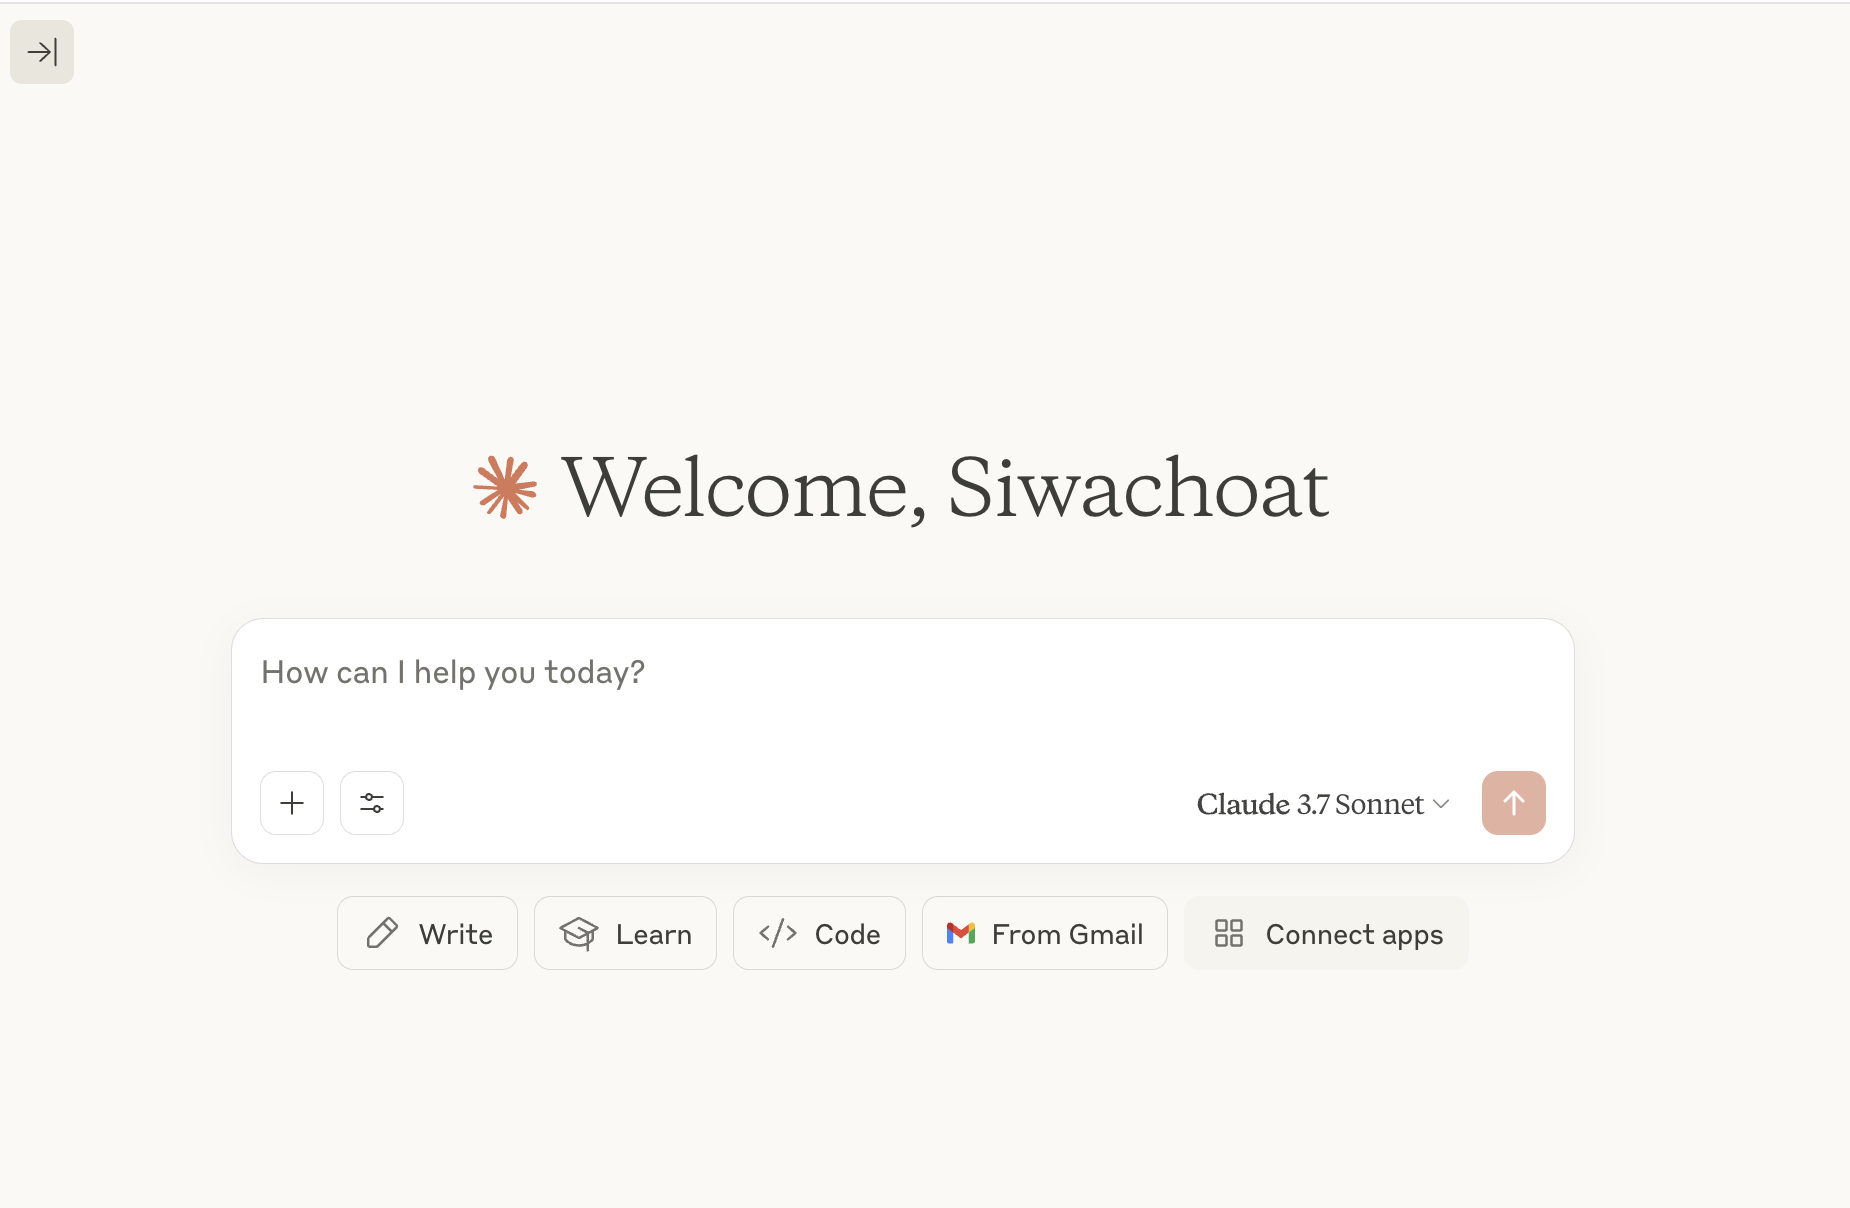 Welcome, Siwachoat
How can I help you today?
Claude 3.7 Sonnet
Write
Learn
Code
From Gmail
Connect apps